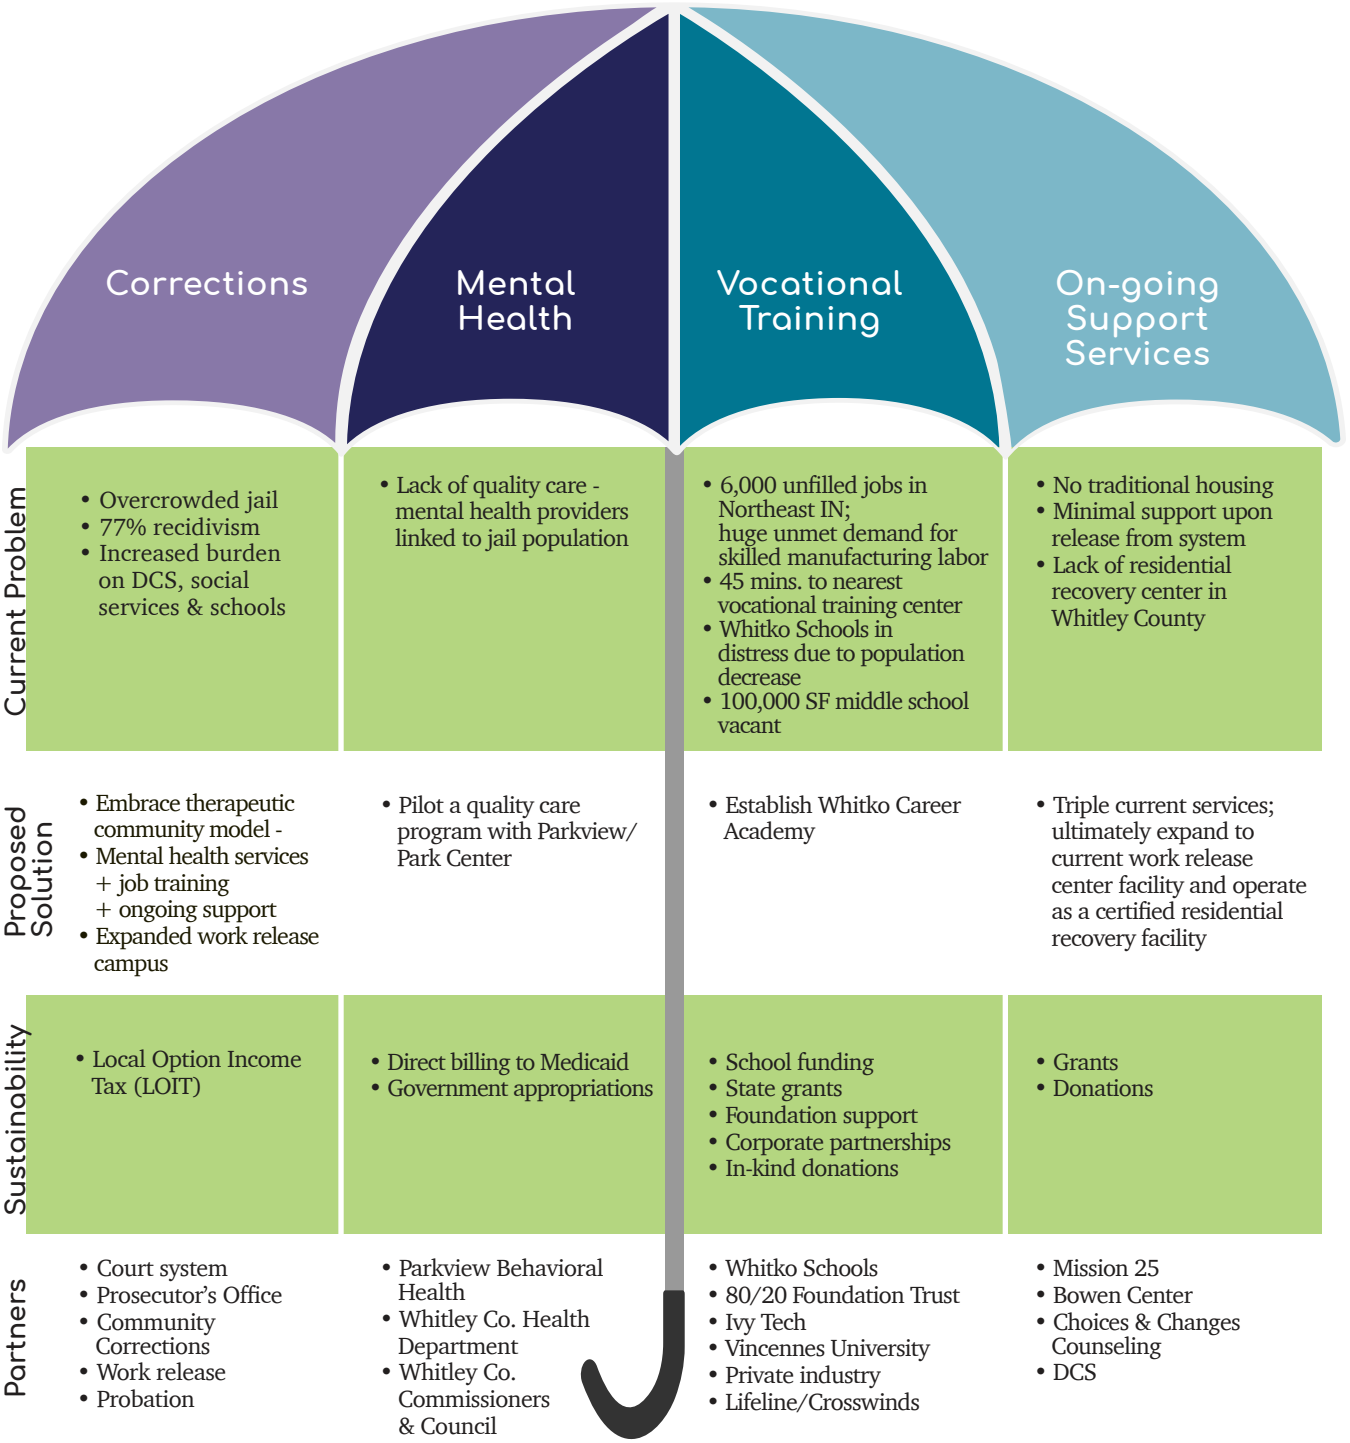 Corrections
Mental
Health
Vocational
Training
On-going
Support
Services
Current Problem
• Overcrowded jail
• 77% recidivism
• Increased burden
on DCS, social
services & schools
• Lack of quality care -
mental health providers
linked to jail population
• 6,000 unfilled jobs in
Northeast IN;
huge unmet demand for
skilled manufacturing labor
• 45 mins. to nearest
vocational training center
• Whitko Schools in
distress due to population
decrease
• 100,000 SF middle school
vacant
• No traditional housing
• Minimal support upon
release from system
• Lack of residential
recovery center in
Whitley County
Proposed
Solution
• Embrace therapeutic
community model -
• Mental health services
+ job training
+ ongoing support
• Expanded work release
campus
• Pilot a quality care
program with Parkview/
Park Center
• Establish Whitko Career
Academy
• Triple current services;
ultimately expand to
current work release
center facility and operate
as a certified residential
recovery facility
Sustainability
• Local Option Income
Tax (LOIT)
• Direct billing to Medicaid
• Government appropriations
• School funding
• State grants
• Foundation support
• Corporate partnerships
• In-kind donations
• Grants
• Donations
Partners
• Court system
• Prosecutor's Office
• Community
Corrections
• Work release
• Probation
• Parkview Behavioral
Health
• Whitley Co. Health
Department
• Whitley Co.
Commissioners
& Council
• Whitko Schools
• 80/20 Foundation Trust
• Ivy Tech
• Vincennes University
• Private industry
• Lifeline/Crosswinds
• Mission 25
• Bowen Center
• Choices & Changes
Counseling
• DCS